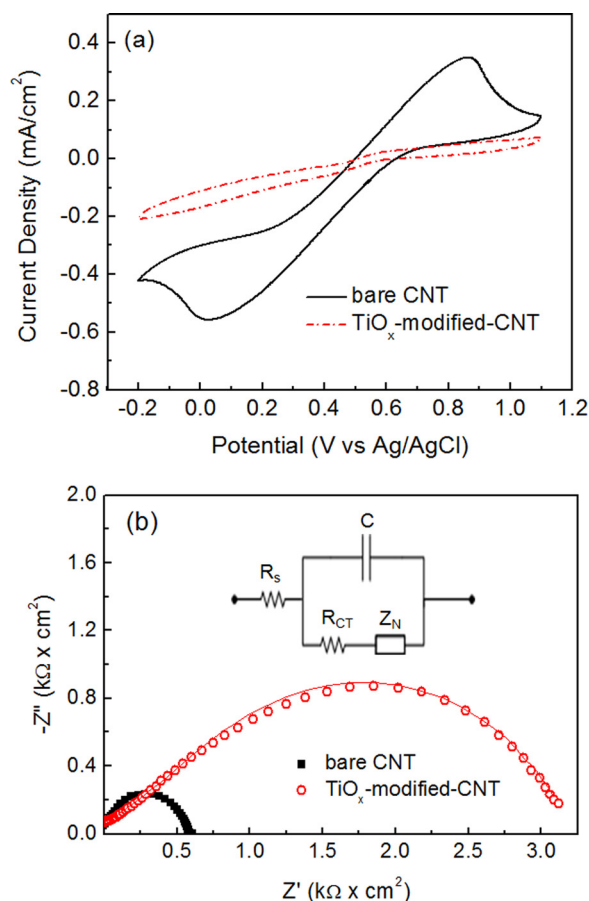 (a)
Current Density (mA/cm²)
0.4
0.2
0.0
-0.2
-0.4
-0.6
-0.8
bare CNT
TiOₓ-modified-CNT
-0.2 0.0 0.2 0.4 0.6 0.8 1.0 1.2
Potential (V vs Ag/AgCl)
(b)
-Z" (kΩ x cm²)
2.0
1.6
1.2
0.8
0.4
0.0
C
Rs
RCT ZN
bare CNT
TiOₓ-modified-CNT
0.5 1.0 1.5 2.0 2.5 3.0
Z' (kΩ x cm²)